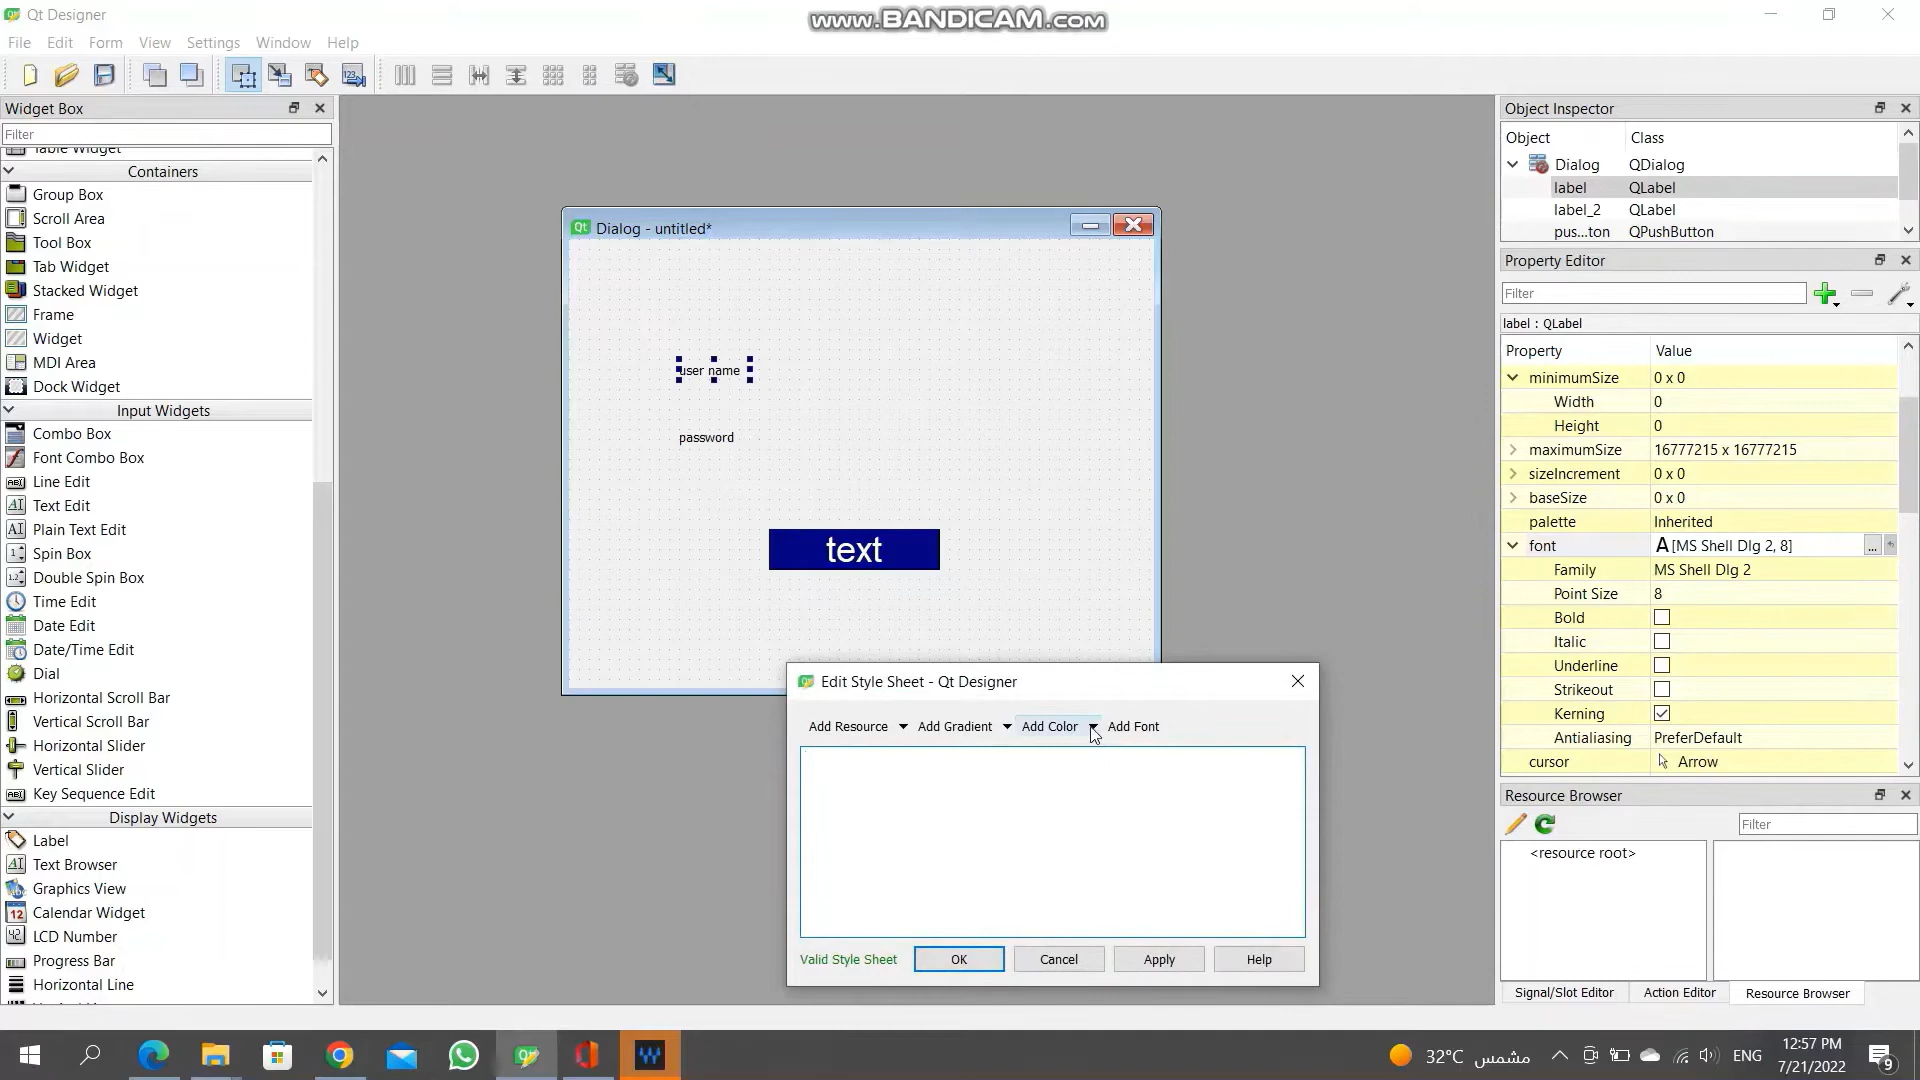 Qt Designer
www.BANDICAM.com
File Edit Form View Settings Window Help
Widget Box
Filter
Table Widget
Containers
Group Box
Scroll Area
Tool Box
Tab Widget
Stacked Widget
Frame
Widget
MDI Area
Dock Widget
Input Widgets
Combo Box
Font Combo Box
Line Edit
Text Edit
Plain Text Edit
Spin Box
Double Spin Box
Time Edit
Date Edit
Date/Time Edit
Dial
Horizontal Scroll Bar
Vertical Scroll Bar
Horizontal Slider
Vertical Slider
Key Sequence Edit
Display Widgets
Label
Text Browser
Graphics View
Calendar Widget
LCD Number
Progress Bar
Horizontal Line
Dialog - untitled*
user name
password
text
Edit Style Sheet - Qt Designer
Add Resource Add Gradient Add Color Add Font
Valid Style Sheet OK Cancel Apply Help
Object Inspector
Object Class
Dialog QDialog
label QLabel
label_2 QLabel
pus...ton QPushButton
Property Editor
Filter
label : QLabel
Property Value
minimumSize 0 x 0
Width 0
Height 0
maximumSize 16777215 x 16777215
sizeIncrement 0 x 0
baseSize 0 x 0
palette Inherited
font A [MS Shell Dlg 2, 8] ...
Family MS Shell Dlg 2
Point Size 8
Bold
Italic
Underline
Strikeout
Kerning
Antialiasing PreferDefault
cursor Arrow
Resource Browser
Filter
<resource root>
Signal/Slot Editor Action Editor Resource Browser
32°C مشمس ENG 12:57 PM
7/21/2022 9